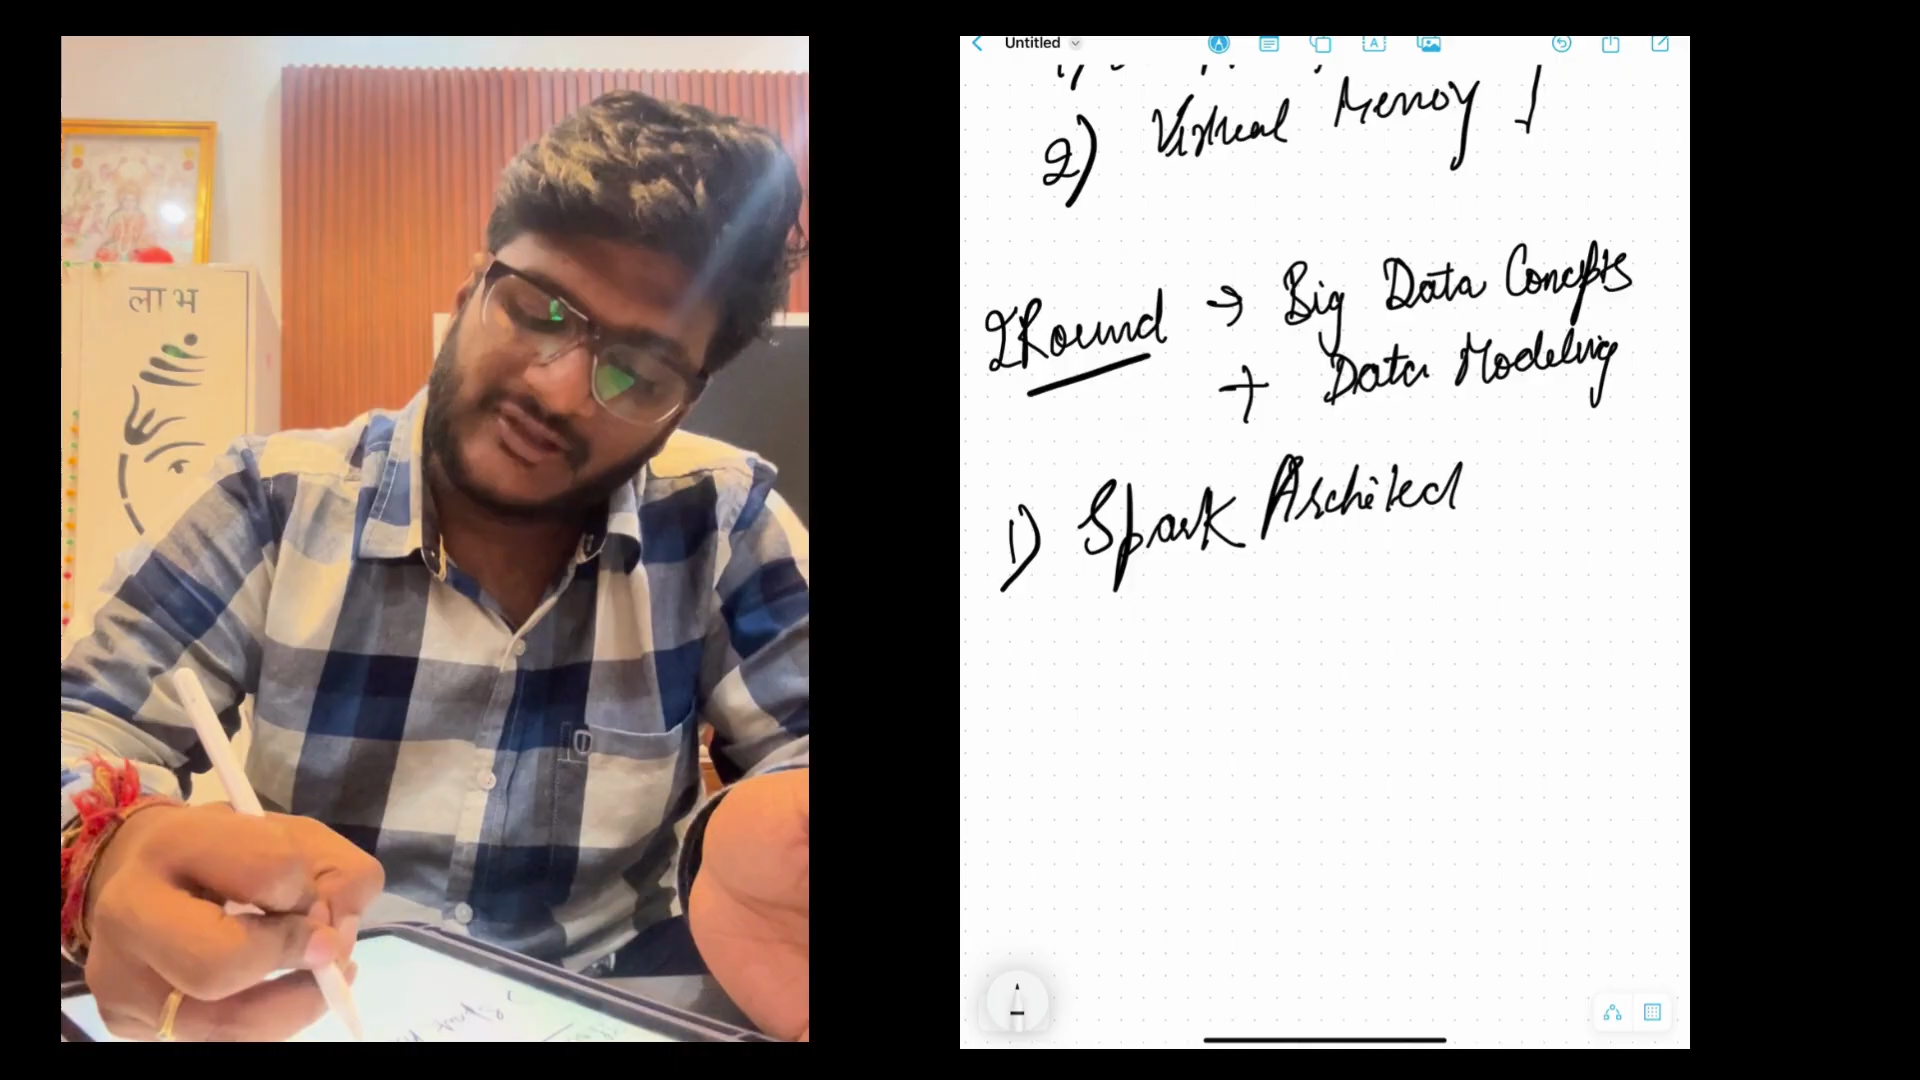 लाभ
Untitled
2) Virtual Memory
2 Round → Big Data Concepts
+ Data Modeling
1) Spark Architect